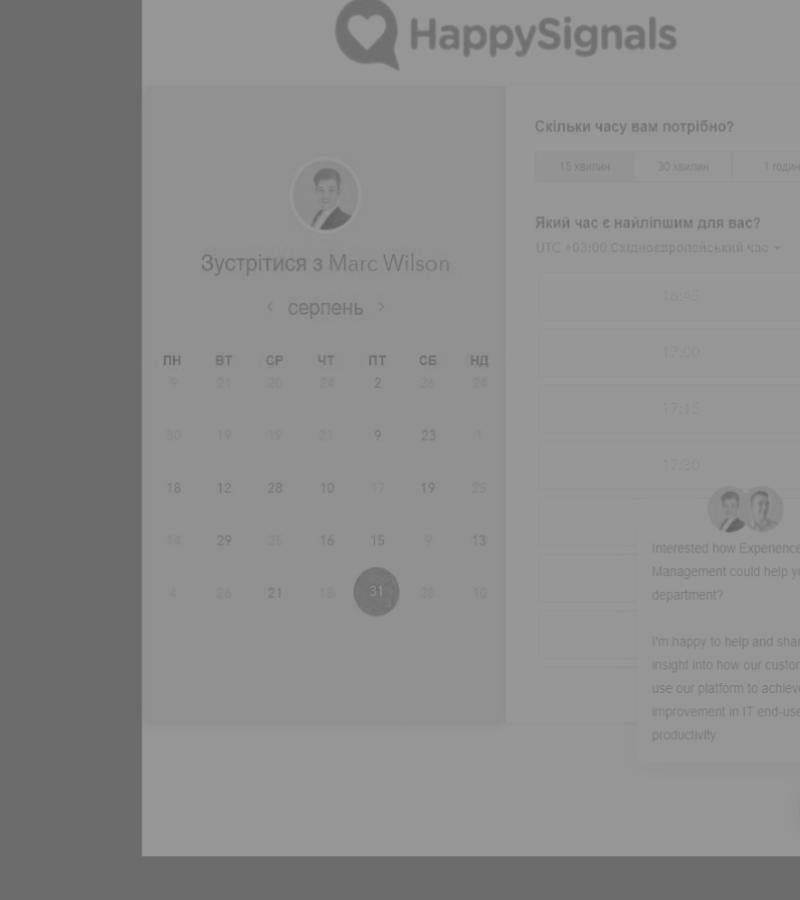 HappySignals
Скільки часу вам потрібно?
15 хвилин 30 хвилин 1 годин
Який час є найліпшим для вас?
UTC +03:00 Східноєвропейський час
16:45
17:00
17:15
17:30
Зустрітися з Marc Wilson
серпень
ПН ВТ СР ЧТ ПТ СБ НД
9 21 20 24 2 26 24
30 19 19 21 9 23 1
18 12 28 10 17 19 25
14 29 25 16 15 9 13
4 26 21 18 31 28 10
Interested how Experience
Management could help yo
department?
I'm happy to help and shar
insight into how our custor
use our platform to achieve
improvement in IT end-use
productivity.